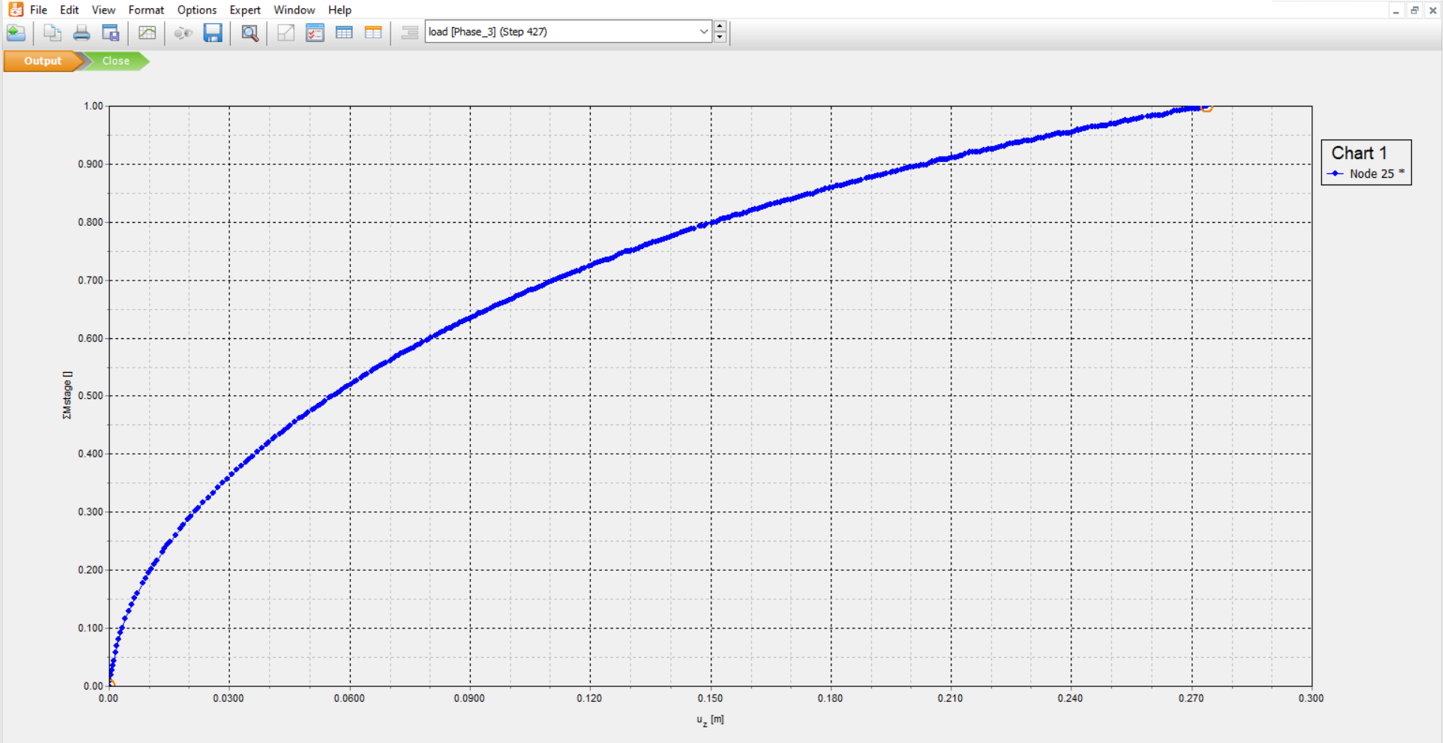 File Edit View Format Options Expert Window Help
load [Phase_3] (Step 427)
Output Close
1.00
0.900
0.800
0.700
0.600
0.500
0.400
0.300
0.200
0.100
0.00
ΣMstage []
0.00 0.0300 0.0600 0.0900 0.120 0.150 0.180 0.210 0.240 0.270 0.300
u_z [m]
Chart 1
Node 25 *